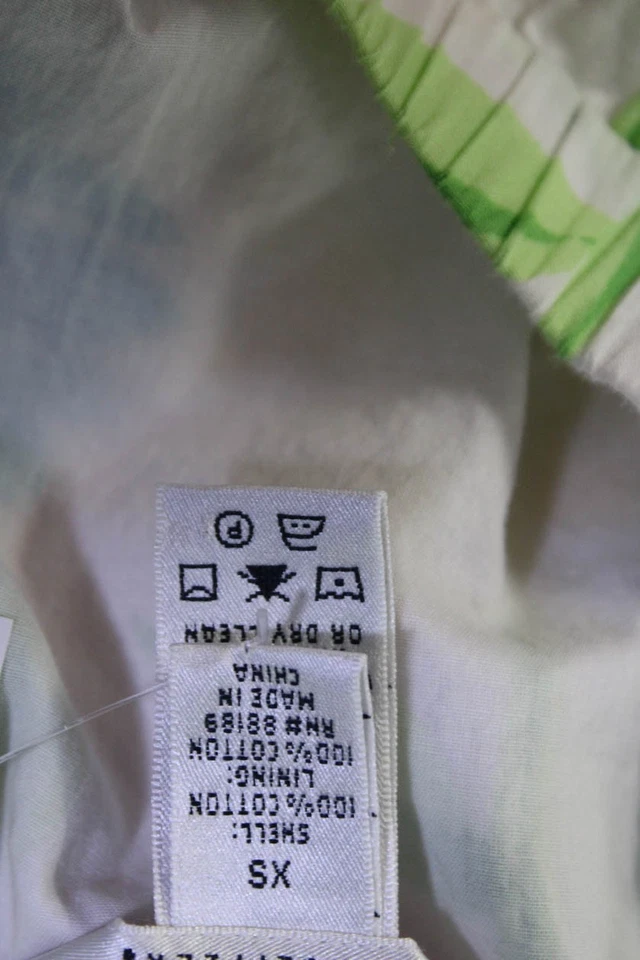 XS
SHELL:
100% COTTON
LINING:
100% COTTON
RN# 88189
MADE IN
CHINA
OR DRY CLEAN
P